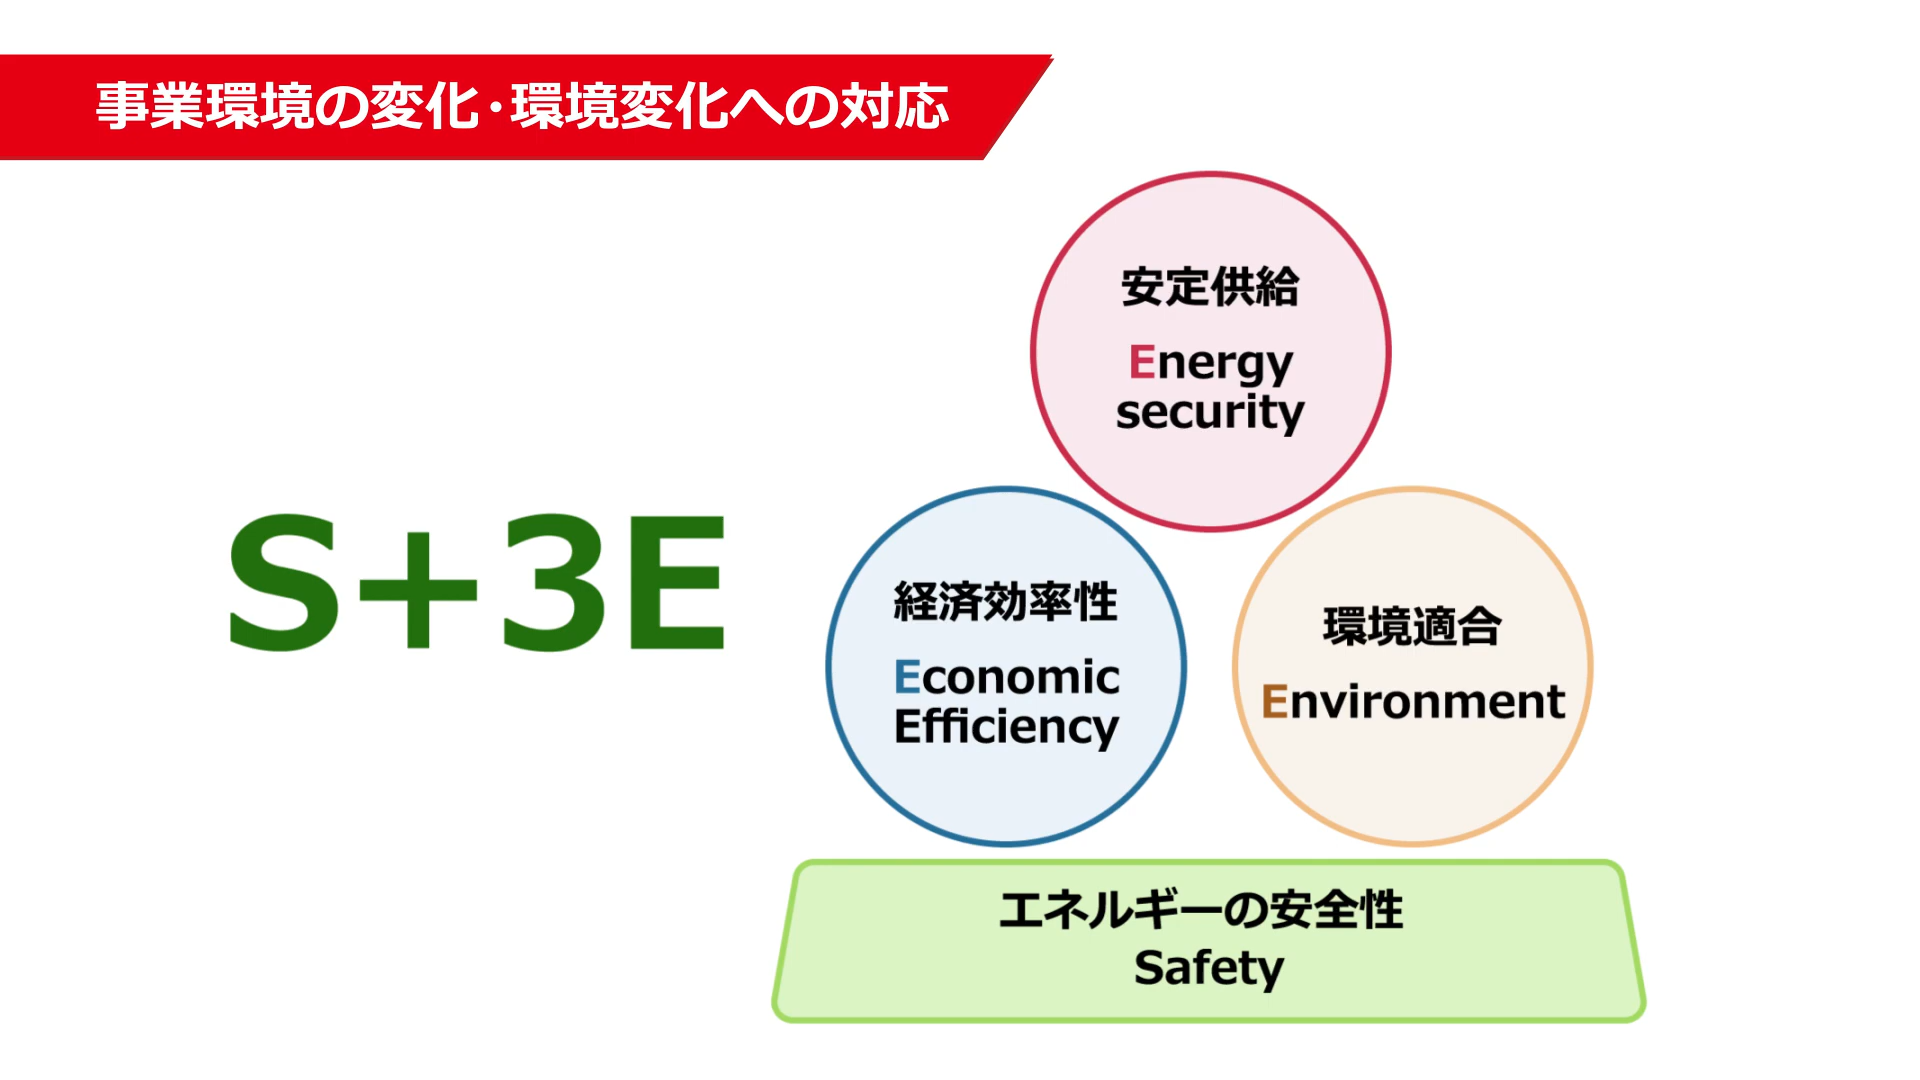 事業環境の変化･環境変化への対応
S+3E
安定供給
Energy
security
経済効率性
Economic
Efficiency
環境適合
Environment
エネルギーの安全性
Safety